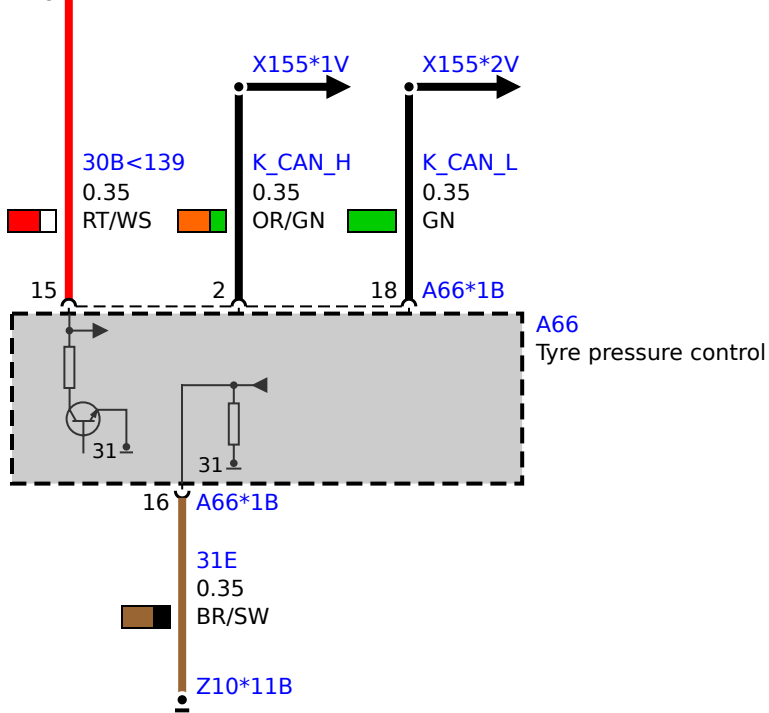 X155*1V
X155*2V
30B<139
0.35
RT/WS
K_CAN_H
0.35
OR/GN
K_CAN_L
0.35
GN
15
2
18
A66*1B
A66
Tyre pressure control
31
31
16
A66*1B
31E
0.35
BR/SW
Z10*11B